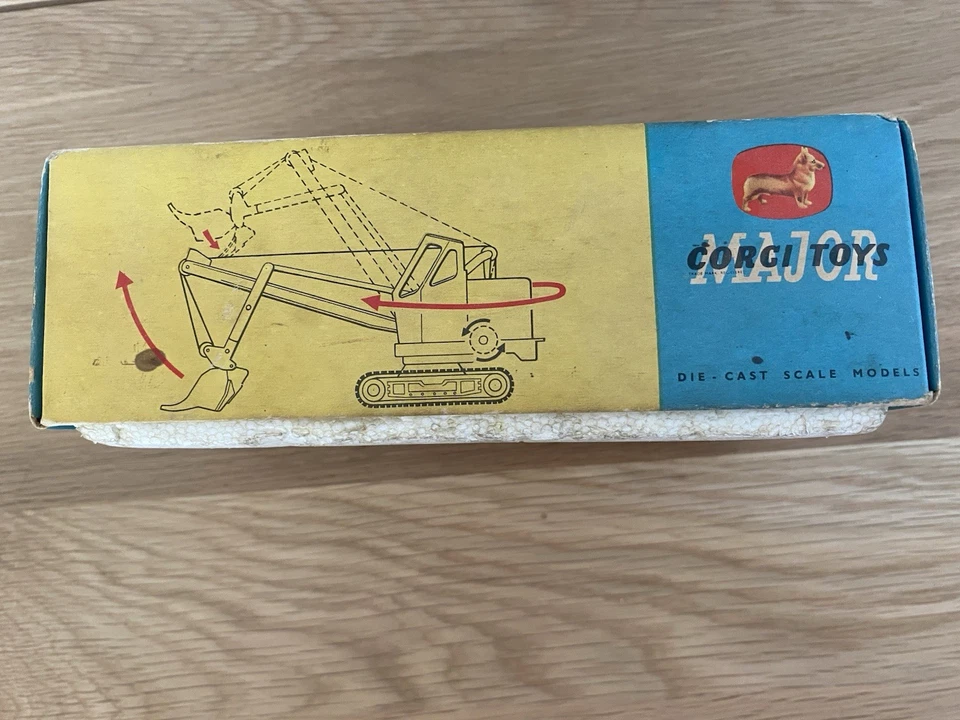 CORGI TOYS
MAJOR
DIE-CAST SCALE MODELS